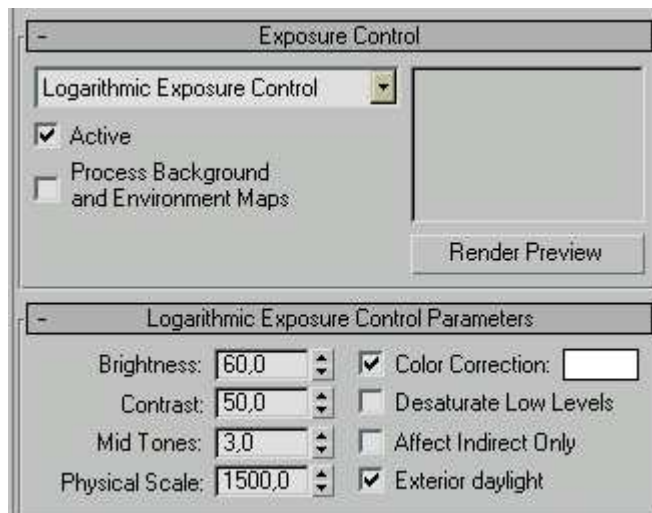 - Exposure Control
Logarithmic Exposure Control
Active
Process Background
and Environment Maps
Render Preview
- Logarithmic Exposure Control Parameters
Brightness: 60,0 Color Correction:
Contrast: 50,0 Desaturate Low Levels
Mid Tones: 3,0 Affect Indirect Only
Physical Scale: 1500,0 Exterior daylight